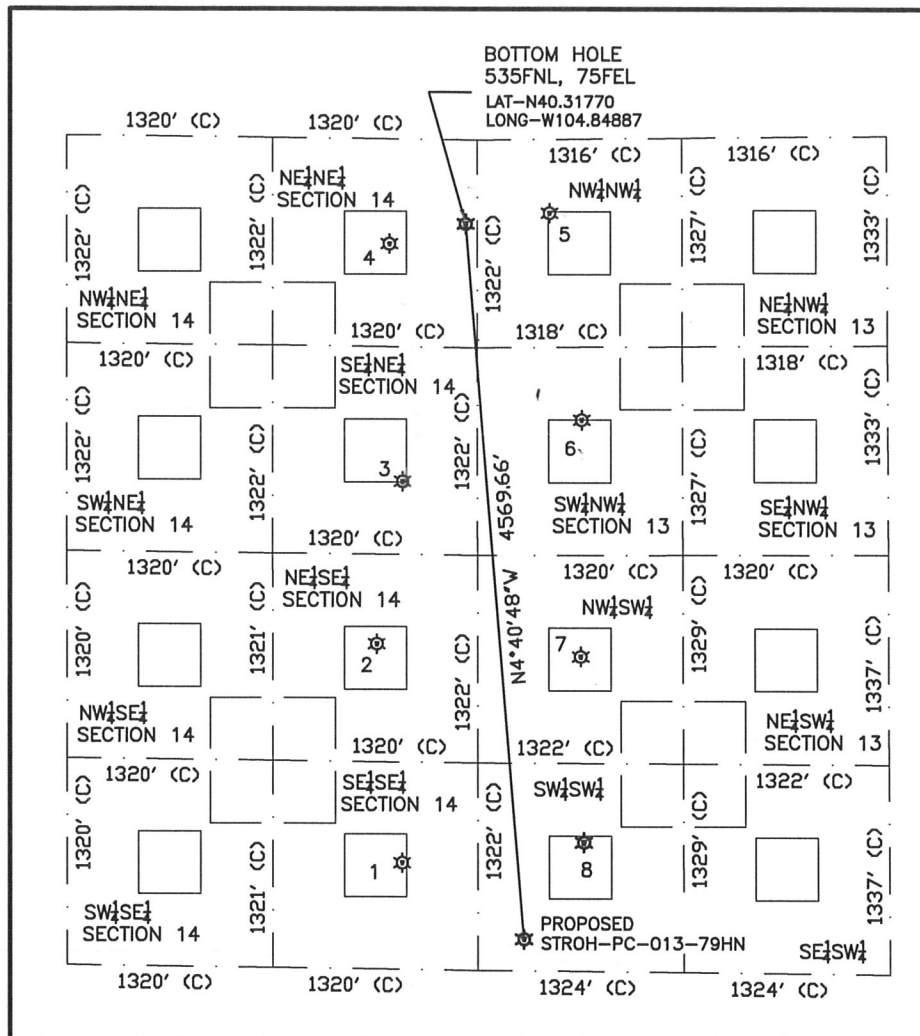 BOTTOM HOLE
535FNL, 75FEL
LAT-N40.31770
LONG-W104.84887
1320' (C)
1320' (C)
1316' (C)
1316' (C)
1322' (C)
1322' (C)
1322' (C)
1327' (C)
1333' (C)
NE¼NE¼
SECTION 14
NW¼NW¼
4
5
NW¼NE¼
SECTION 14
NE¼NW¼
SECTION 13
1320' (C)
1320' (C)
1318' (C)
1318' (C)
SE¼NE¼
SECTION 14
1322' (C)
1322' (C)
1322' (C)
4569.66'
1327' (C)
1333' (C)
3
6
SW¼NE¼
SECTION 14
SW¼NW¼
SECTION 13
SE¼NW¼
SECTION 13
1320' (C)
1320' (C)
1320' (C)
1320' (C)
NE¼SE¼
SECTION 14
NW¼SW¼
1320' (C)
1321' (C)
1322' (C)
N4°40'48"W
1329' (C)
1337' (C)
2
7
NW¼SE¼
SECTION 14
NE¼SW¼
SECTION 13
1320' (C)
1320' (C)
1322' (C)
1322' (C)
SE¼SE¼
SECTION 14
SW¼SW¼
1320' (C)
1321' (C)
1322' (C)
1329' (C)
1337' (C)
1
8
SW¼SE¼
SECTION 14
PROPOSED
STROH-PC-013-79HN
SE¼SW¼
1320' (C)
1320' (C)
1324' (C)
1324' (C)